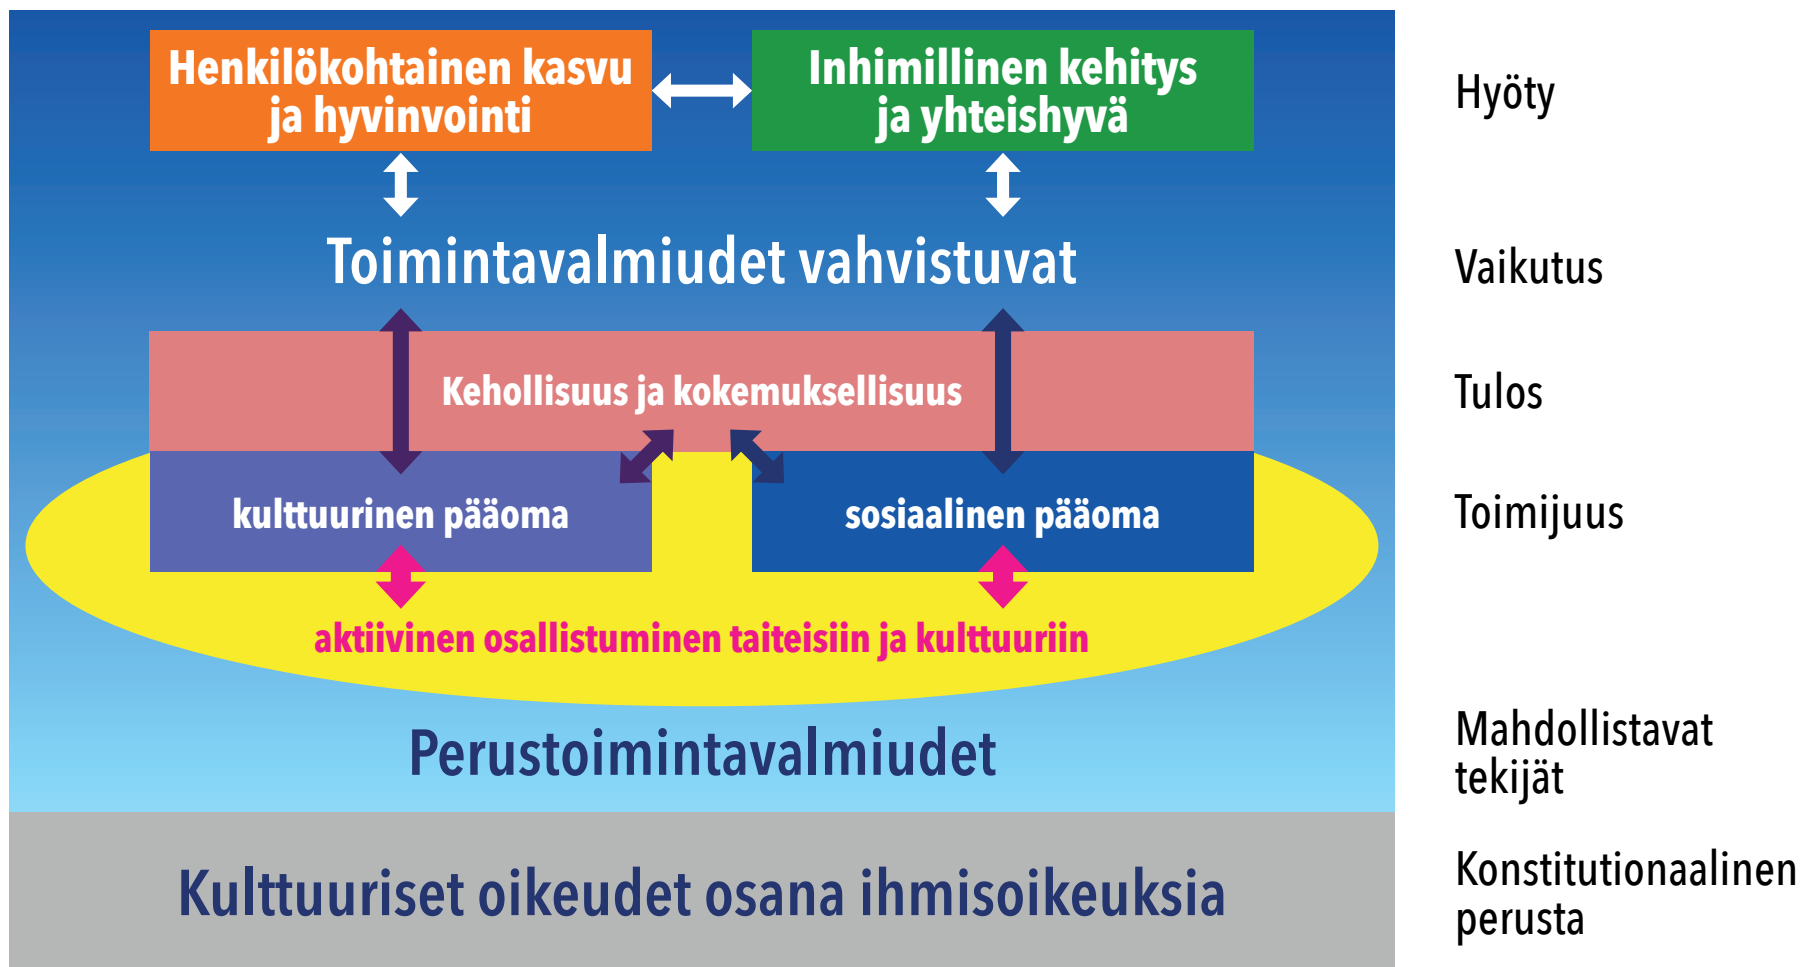 Henkilökohtainen kasvu
ja hyvinvointi
Inhimillinen kehitys
ja yhteishyvä
Hyöty
Toimintavalmiudet vahvistuvat
Vaikutus
Kehollisuus ja kokemuksellisuus
Tulos
kulttuurinen pääoma
sosiaalinen pääoma
Toimijuus
aktiivinen osallistuminen taiteisiin ja kulttuuriin
Perustoimintavalmiudet
Mahdollistavat
tekijät
Kulttuuriset oikeudet osana ihmisoikeuksia
Konstitutionaalinen
perusta